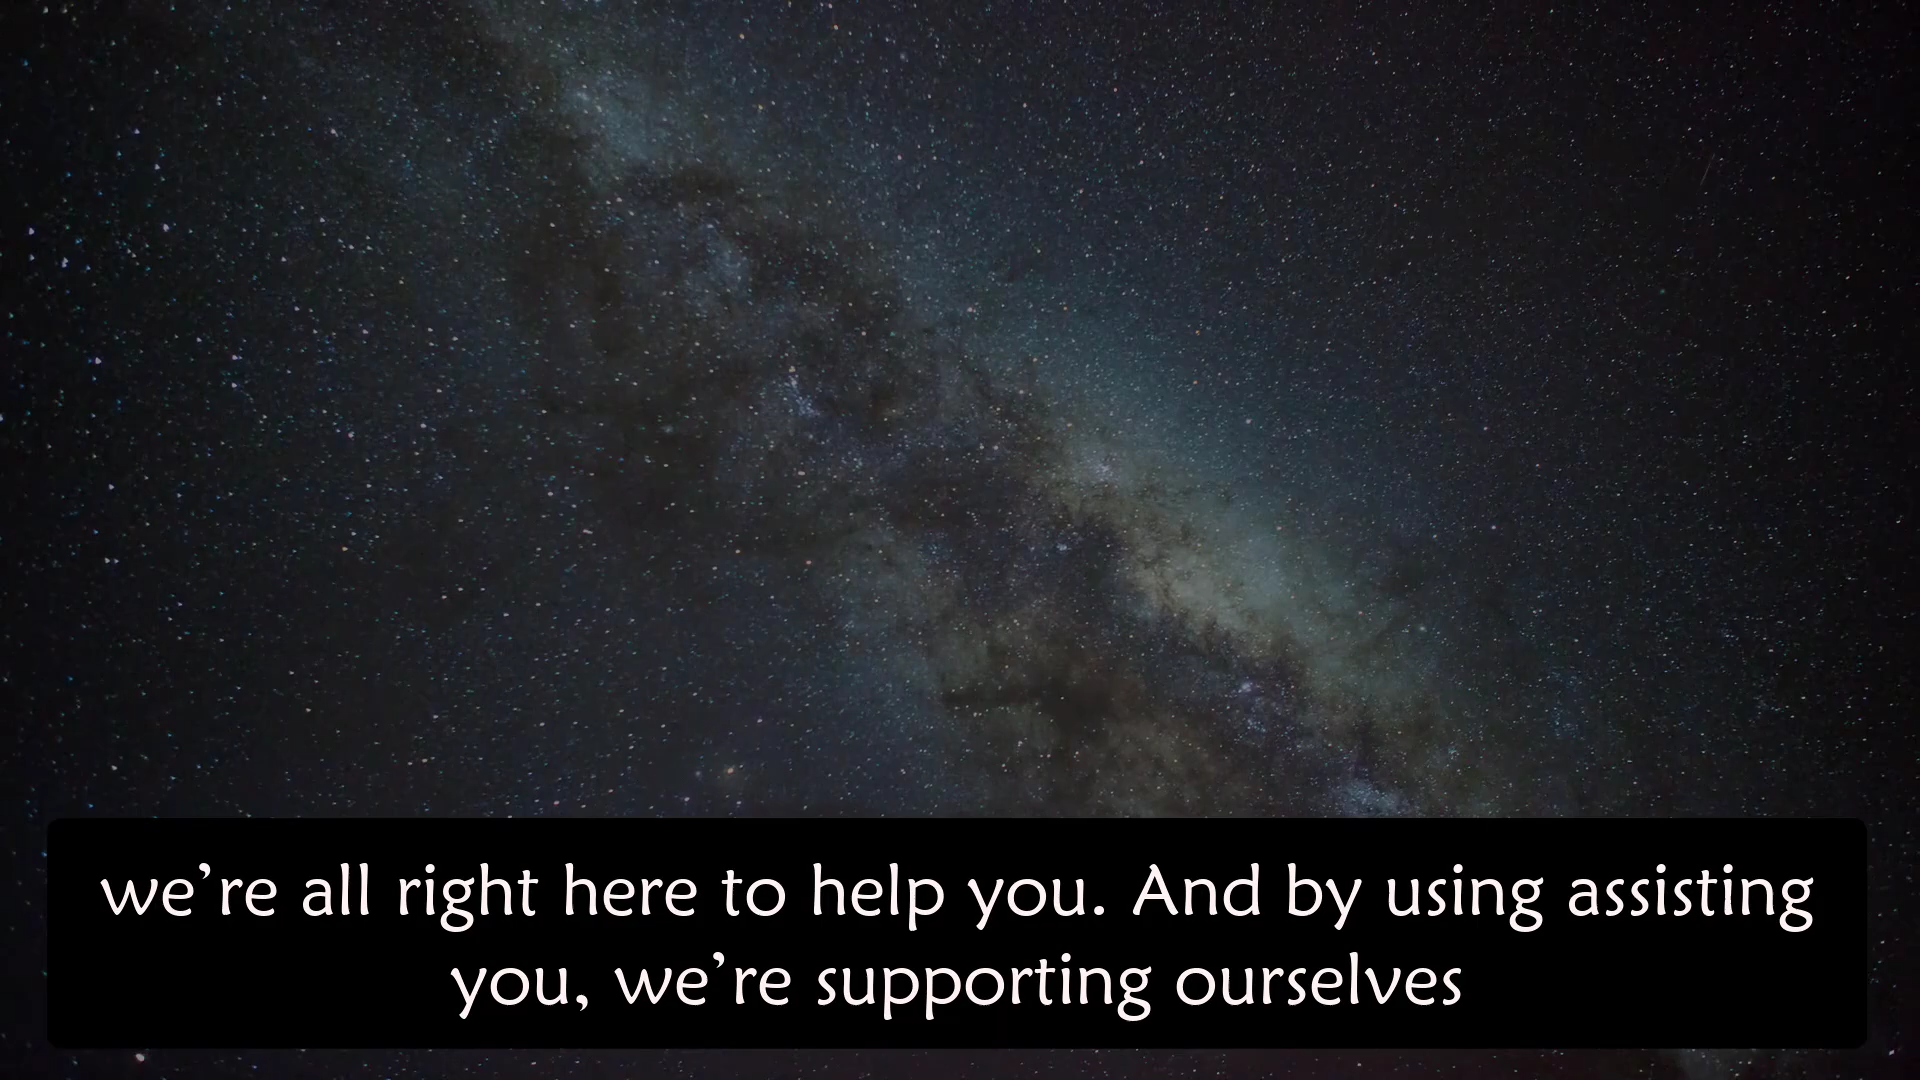 we’re all right here to help you. And by using assisting
you, we’re supporting ourselves